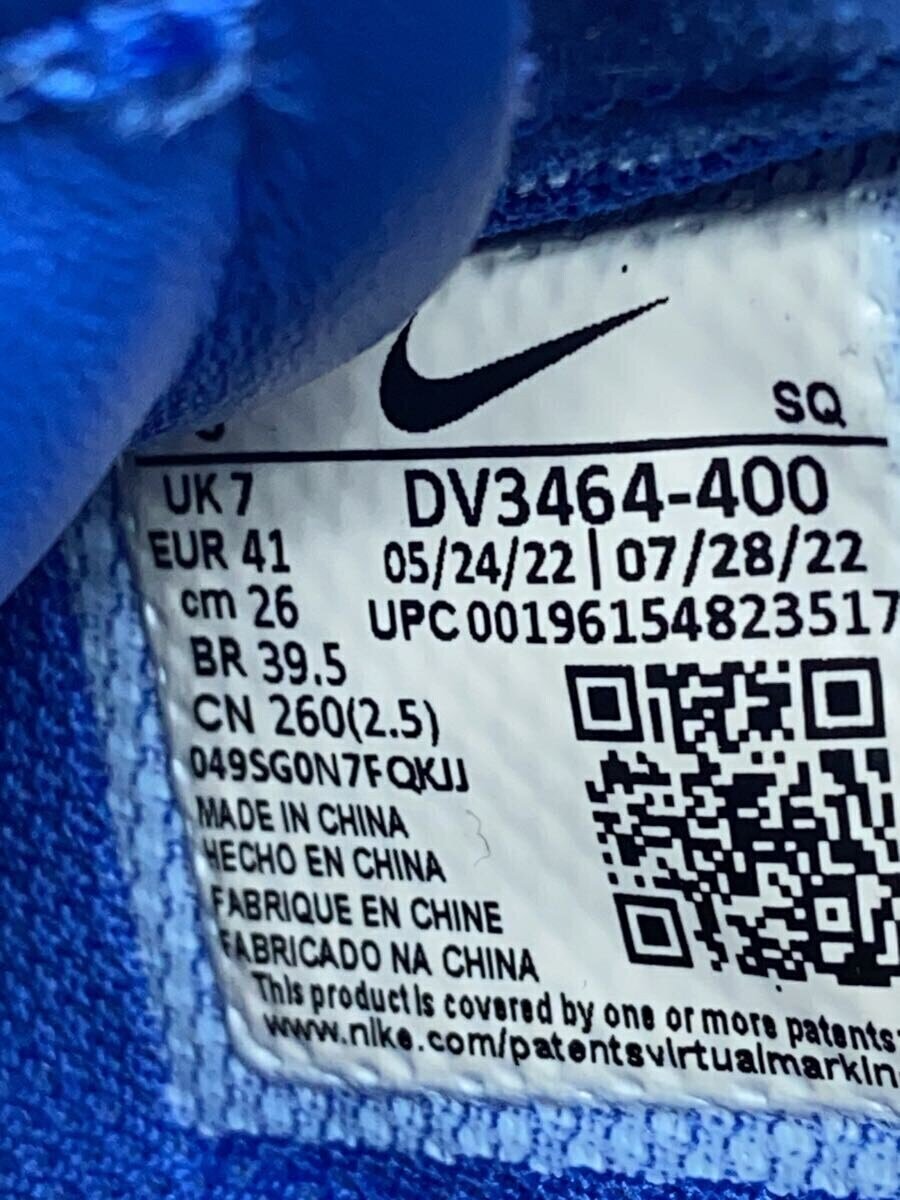 SQ
UK 7
DV3464-400
EUR 41
05/24/22 | 07/28/22
cm 26
UPC 00196154823517
BR 39.5
CN 260(2.5)
049SG0N7FQKJJ
MADE IN CHINA
HECHO EN CHINA
FABRIQUE EN CHINE
FABRICADO NA CHINA
This product is covered by one or more patents:
www.nike.com/patentsvirtualmarkin